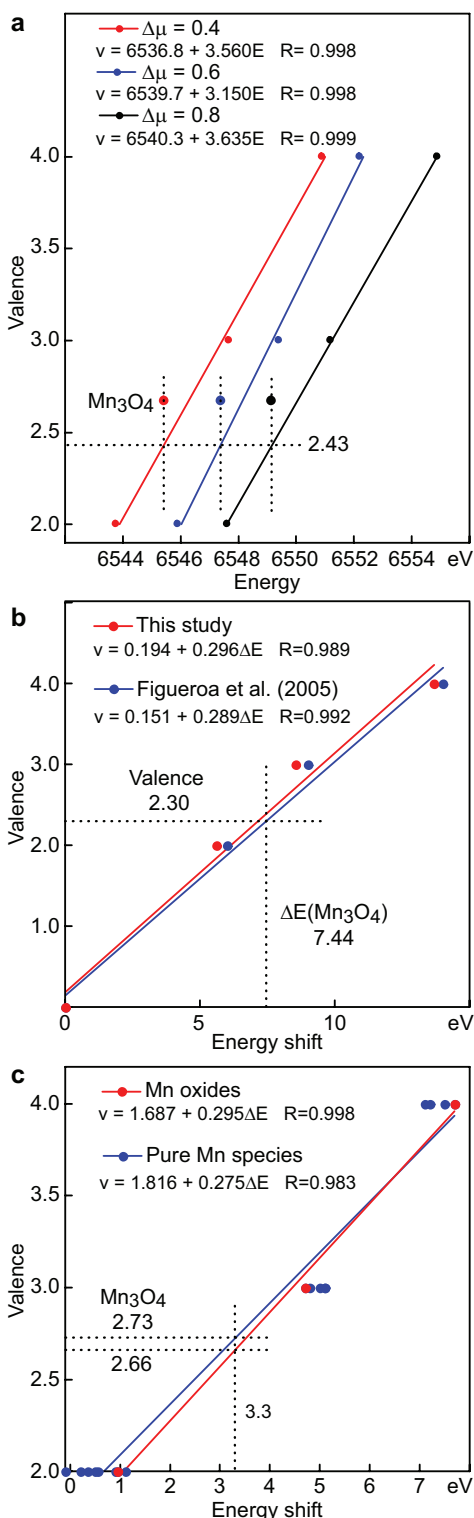 a
Δμ = 0.4
v = 6536.8 + 3.560E R= 0.998
Δμ = 0.6
v = 6539.7 + 3.150E R= 0.998
Δμ = 0.8
v = 6540.3 + 3.635E R= 0.999
4.0
3.5
3.0
2.5
2.0
Valence
Mn₃O₄
2.43
6544 6546 6548 6550 6552 6554 eV
Energy
b
This study
v = 0.194 + 0.296ΔE R=0.989
Figueroa et al. (2005)
v = 0.151 + 0.289ΔE R=0.992
4.0
3.0
2.0
1.0
Valence
Valence
2.30
ΔE(Mn₃O₄)
7.44
0 5 10 eV
Energy shift
c
Mn oxides
v = 1.687 + 0.295ΔE R=0.998
Pure Mn species
v = 1.816 + 0.275ΔE R=0.983
4.0
3.5
3.0
2.5
2.0
Valence
Mn₃O₄
2.73
2.66
3.3
0 1 2 3 4 5 6 7 eV
Energy shift